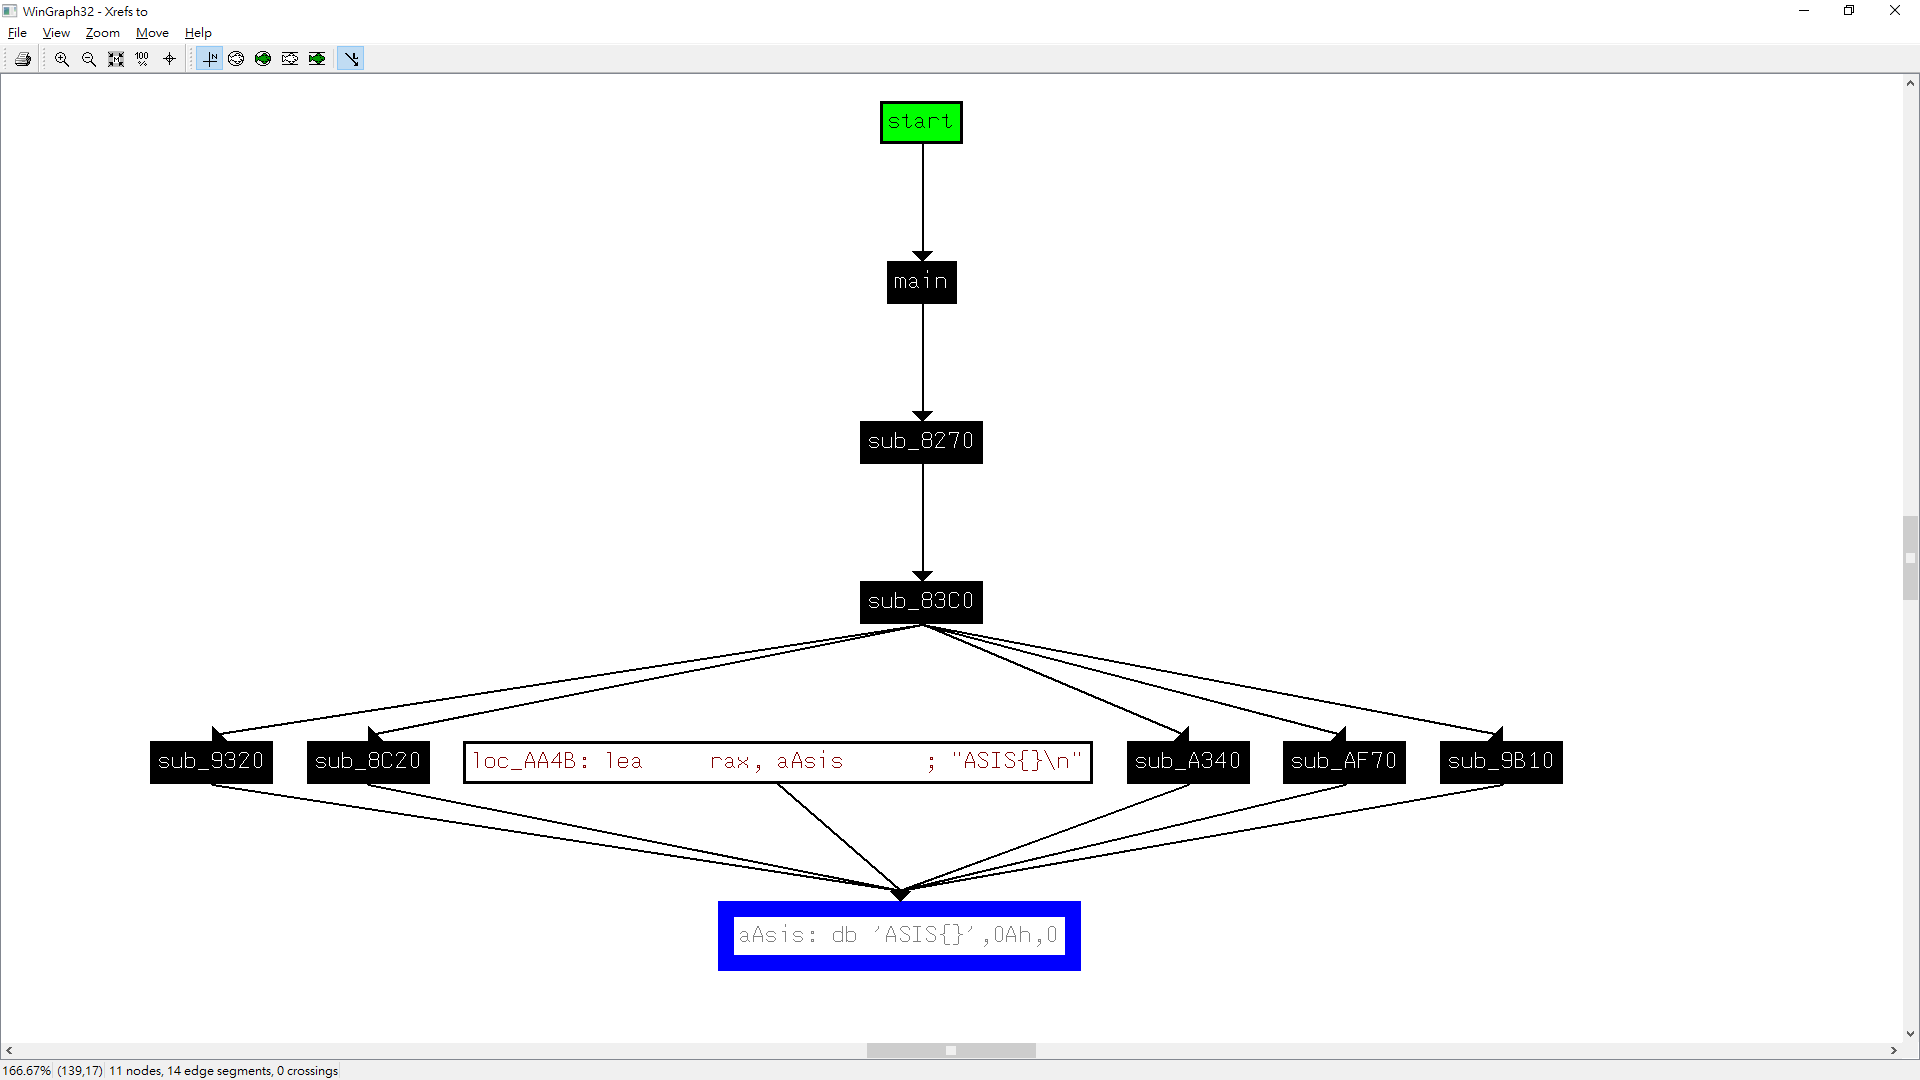 WinGraph32 - Xrefs to
File View Zoom Move Help
100 %
N
start
main
sub_8270
sub_83C0
sub_9320 sub_8C20 loc_AA4B: lea rax, aAsis ; "ASIS{}\n" sub_A340 sub_AF70 sub_9B10
aAsis: db 'ASIS{}',0Ah,0
166.67% (139,17) 11 nodes, 14 edge segments, 0 crossings